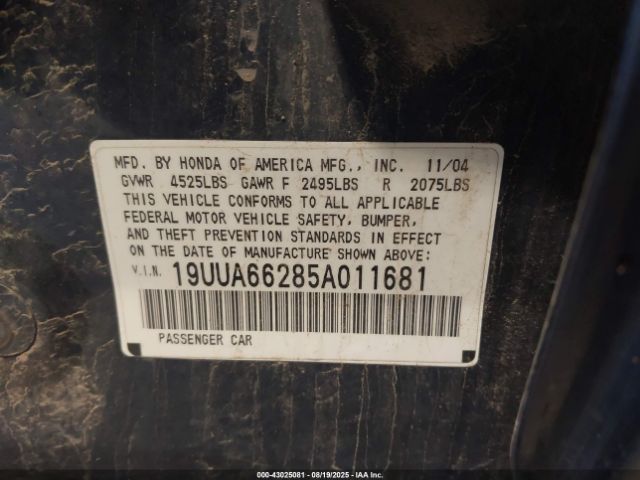 MFD. BY HONDA OF AMERICA MFG., INC. 11/04
GVWR 4525LBS GAWR F 2495LBS R 2075LBS
THIS VEHICLE CONFORMS TO ALL APPLICABLE
FEDERAL MOTOR VEHICLE SAFETY, BUMPER,
AND THEFT PREVENTION STANDARDS IN EFFECT
ON THE DATE OF MANUFACTURE SHOWN ABOVE:
V.I.N. 19UUA66285A011681
PASSENGER CAR
000-43025081 - 08/19/2025 - IAAI.COM